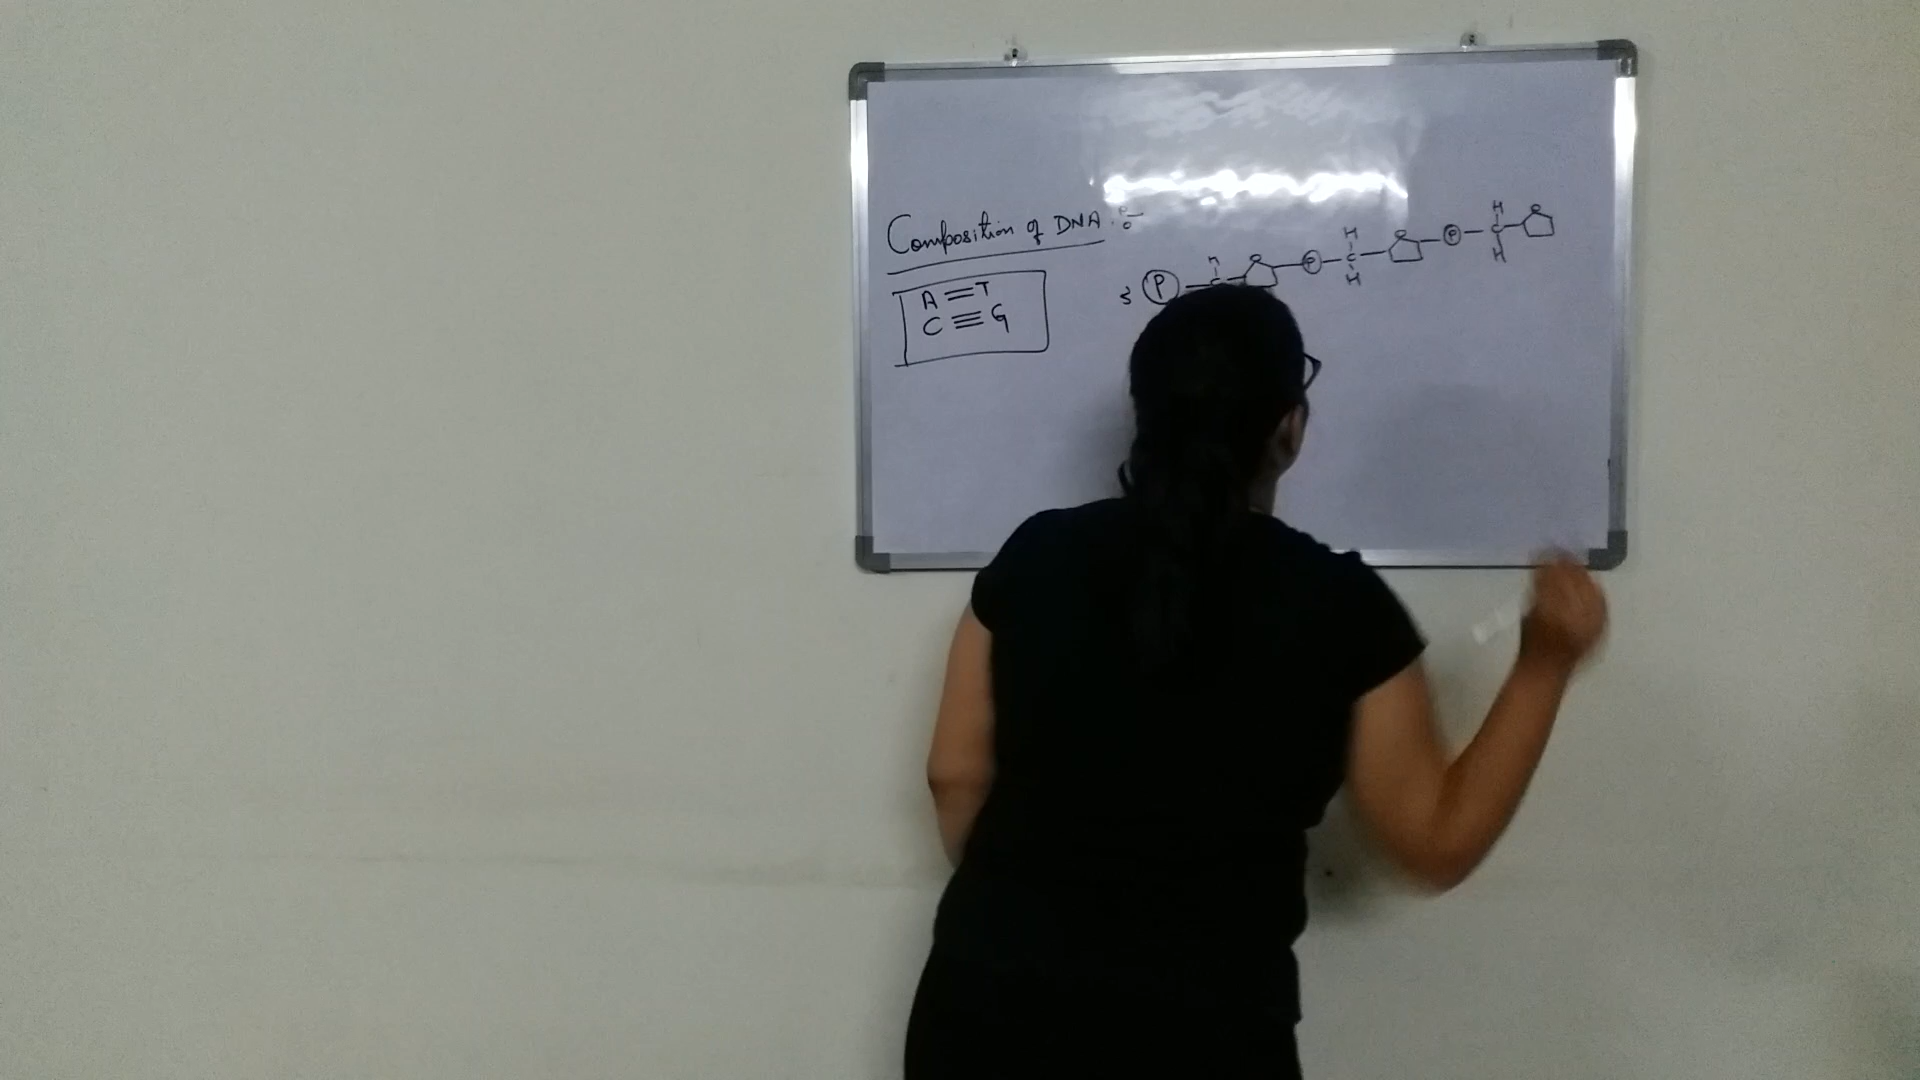 Composition of DNA :-
A = T
C ≡ G
5' P H C O P H C H O P H C H O